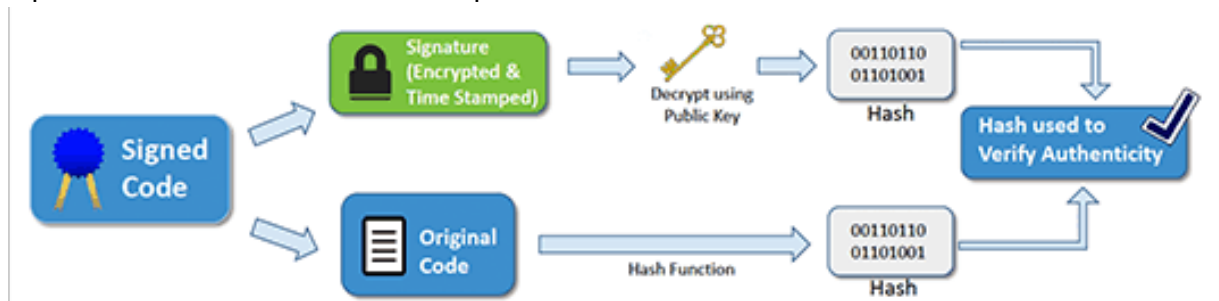 Signed
Code
Signature
(Encrypted &
Time Stamped)
Decrypt using
Public Key
00110110
01101001
Hash
Original
Code
Hash Function
00110110
01101001
Hash
Hash used to
Verify Authenticity